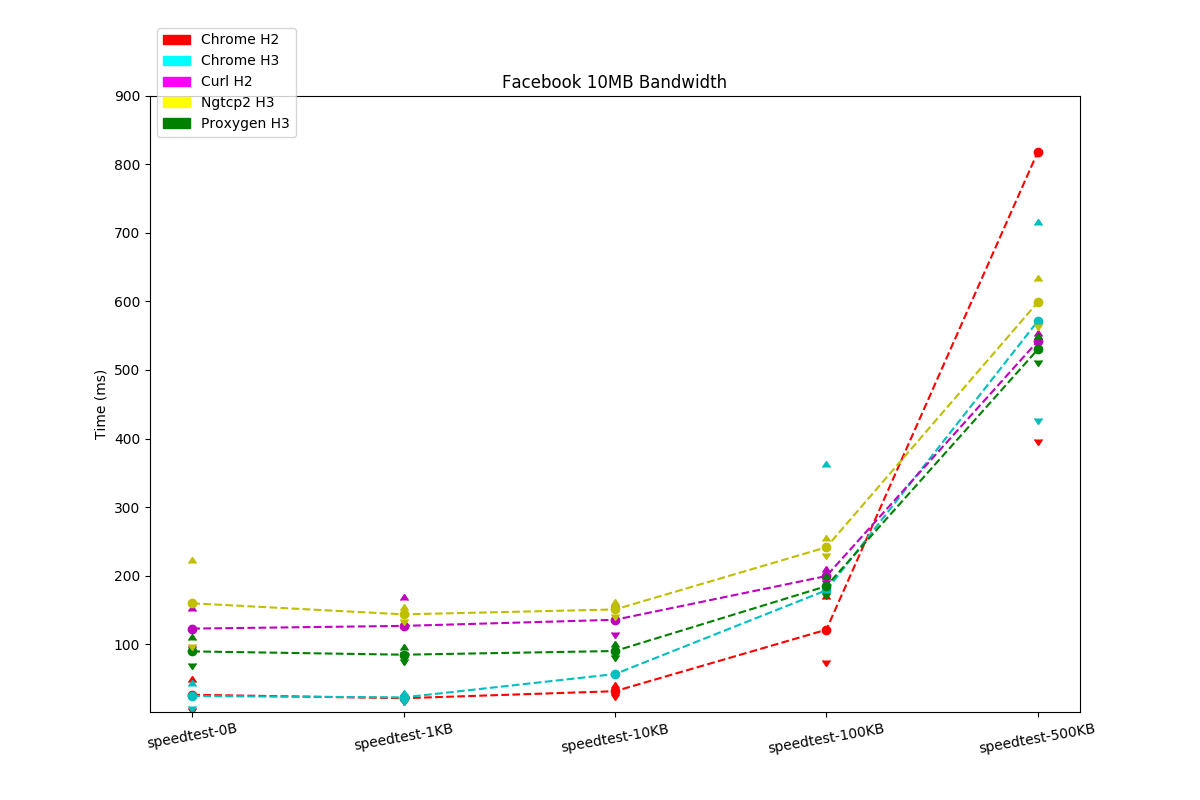 Chrome H2
Chrome H3
Curl H2
Ngtcp2 H3
Proxygen H3
Facebook 10MB Bandwidth
900
800
700
600
500
400
300
200
100
Time (ms)
speedtest-0B
speedtest-1KB
speedtest-10KB
speedtest-100KB
speedtest-500KB